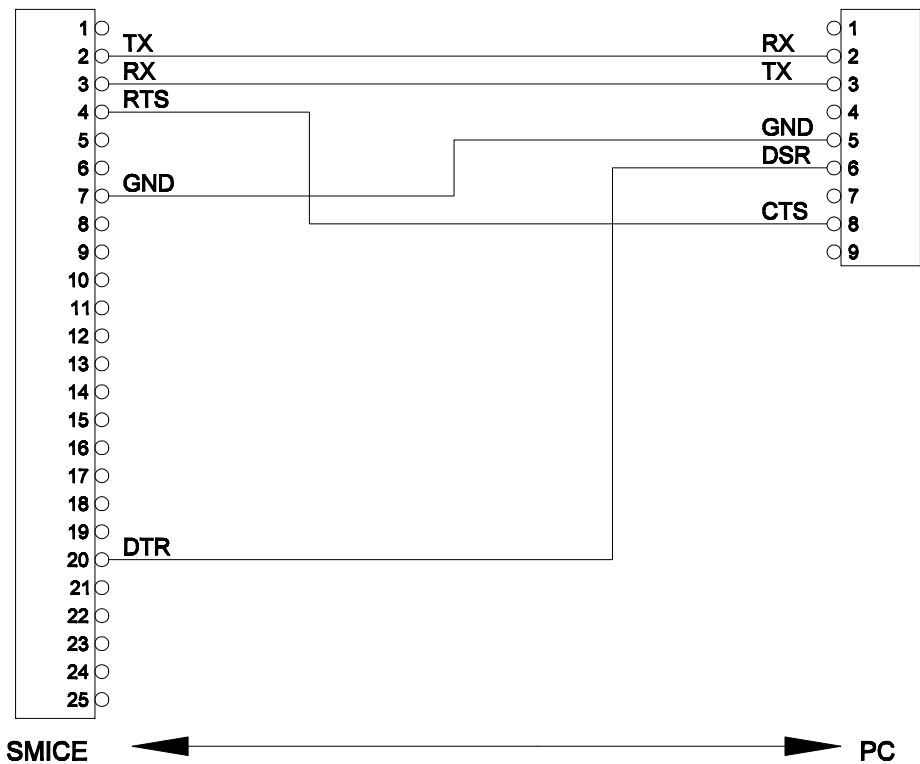 1 1
TX RX
2 2
RX TX
3 3
RTS
4 4
GND
5 5
DSR
6 6
GND
7 7
CTS
8 8
9 9
10
11
12
13
14
15
16
17
18
19
DTR
20
21
22
23
24
25
SMICE PC